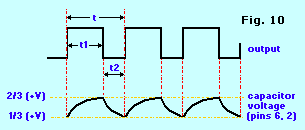 t
Fig. 10
t1
output
t2
2/3 (+V)
capacitor
voltage
1/3 (+V)
(pins 6, 2)